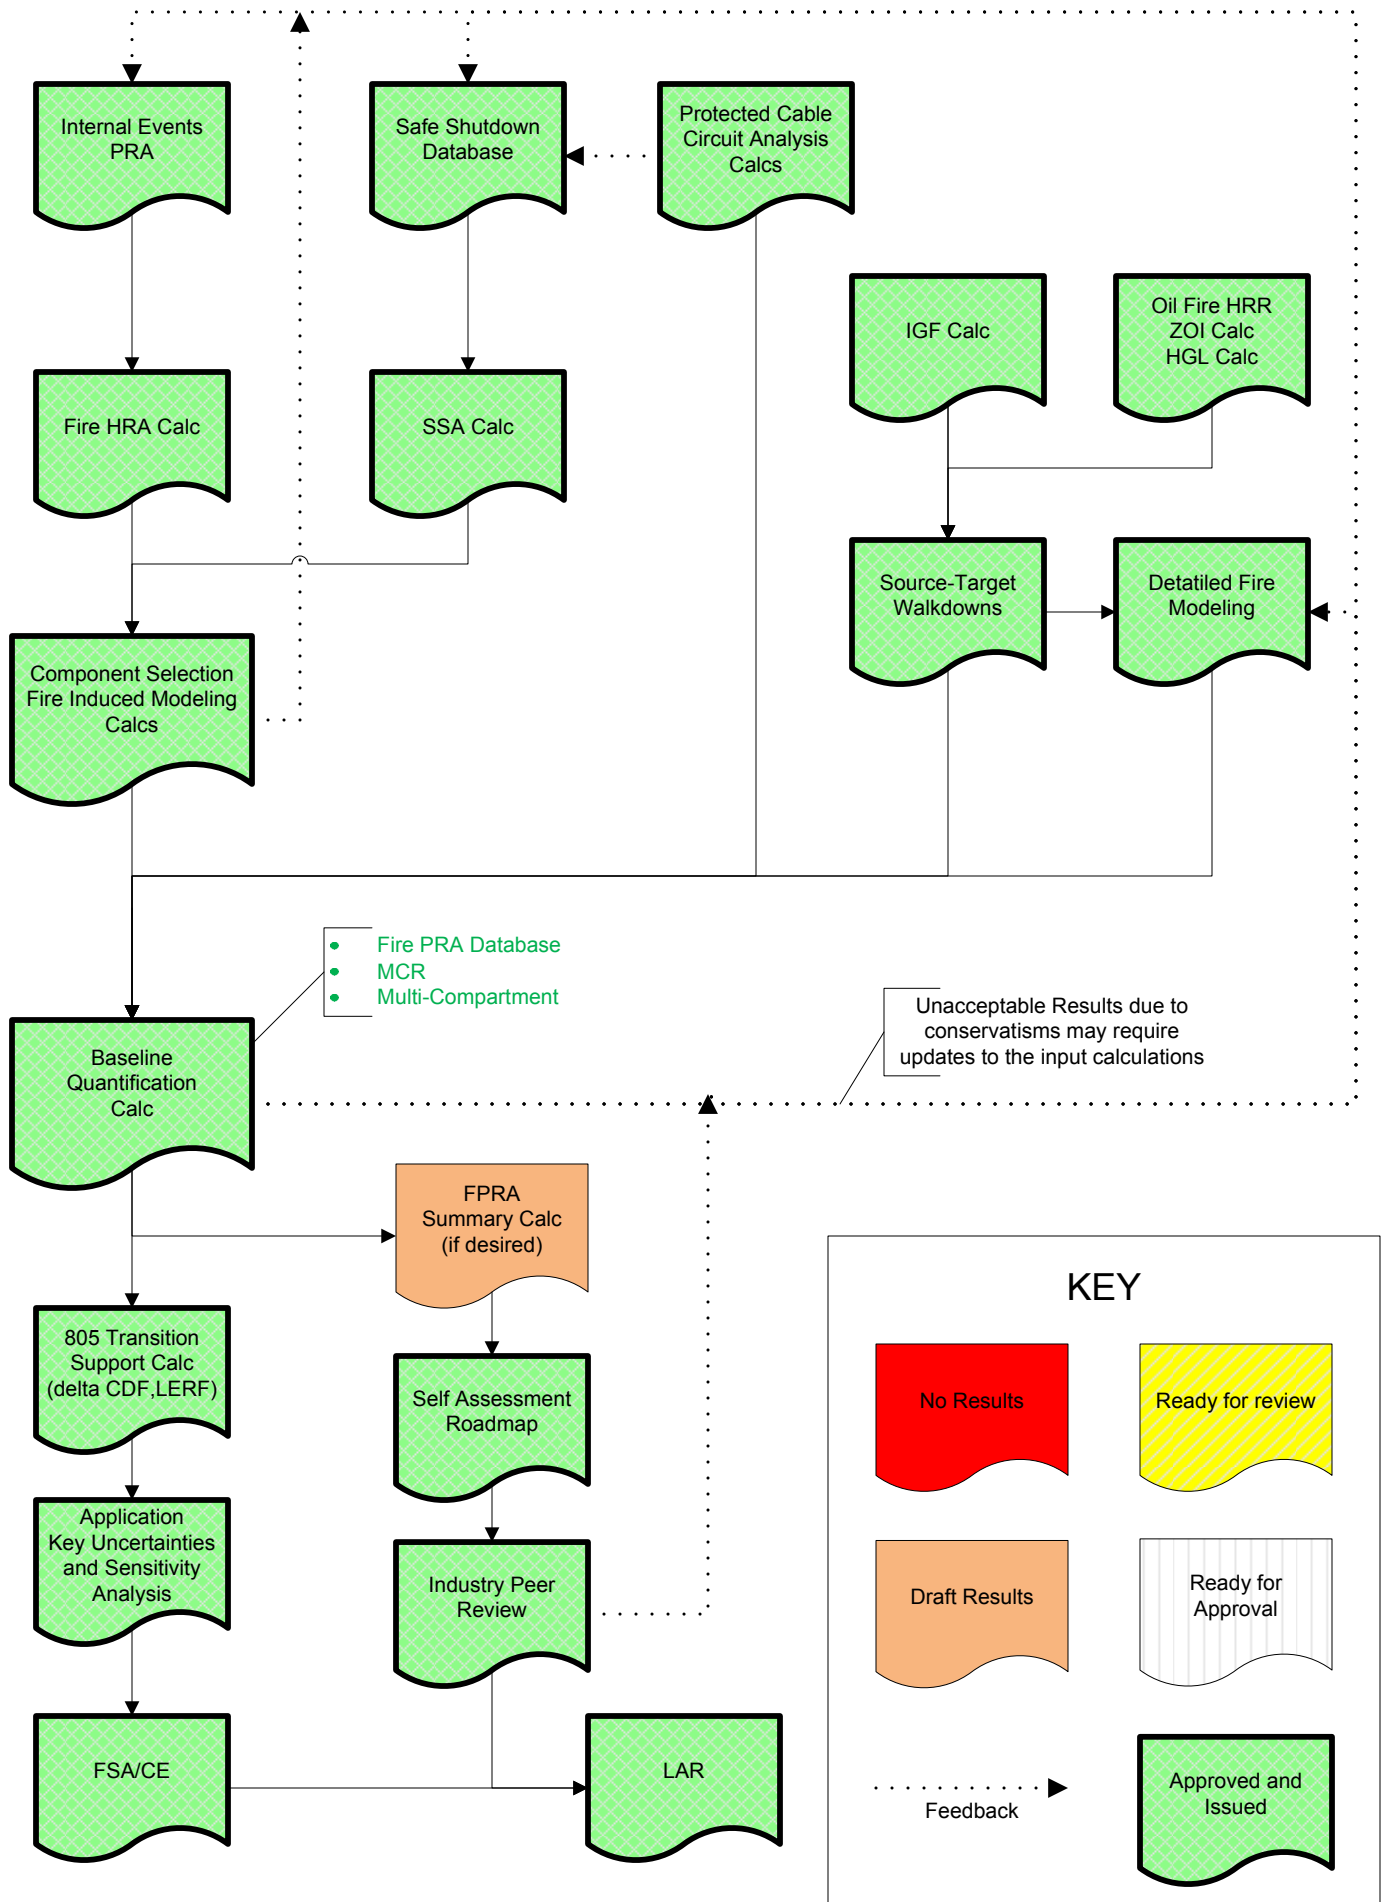 Internal Events
PRA
Safe Shutdown
Database
Protected Cable
Circuit Analysis
Calcs
IGF Calc
Oil Fire HRR
ZOI Calc
HGL Calc
Fire HRA Calc
SSA Calc
Source-Target
Walkdowns
Detatiled Fire
Modeling
Component Selection
Fire Induced Modeling
Calcs
• Fire PRA Database
• MCR
• Multi-Compartment
Unacceptable Results due to
conservatisms may require
updates to the input calculations
Baseline
Quantification
Calc
FPRA
Summary Calc
(if desired)
805 Transition
Support Calc
(delta CDF,LERF)
Self Assessment
Roadmap
Application
Key Uncertainties
and Sensitivity
Analysis
Industry Peer
Review
FSA/CE
LAR
KEY
No Results
Ready for review
Draft Results
Ready for
Approval
Feedback
Approved and
Issued